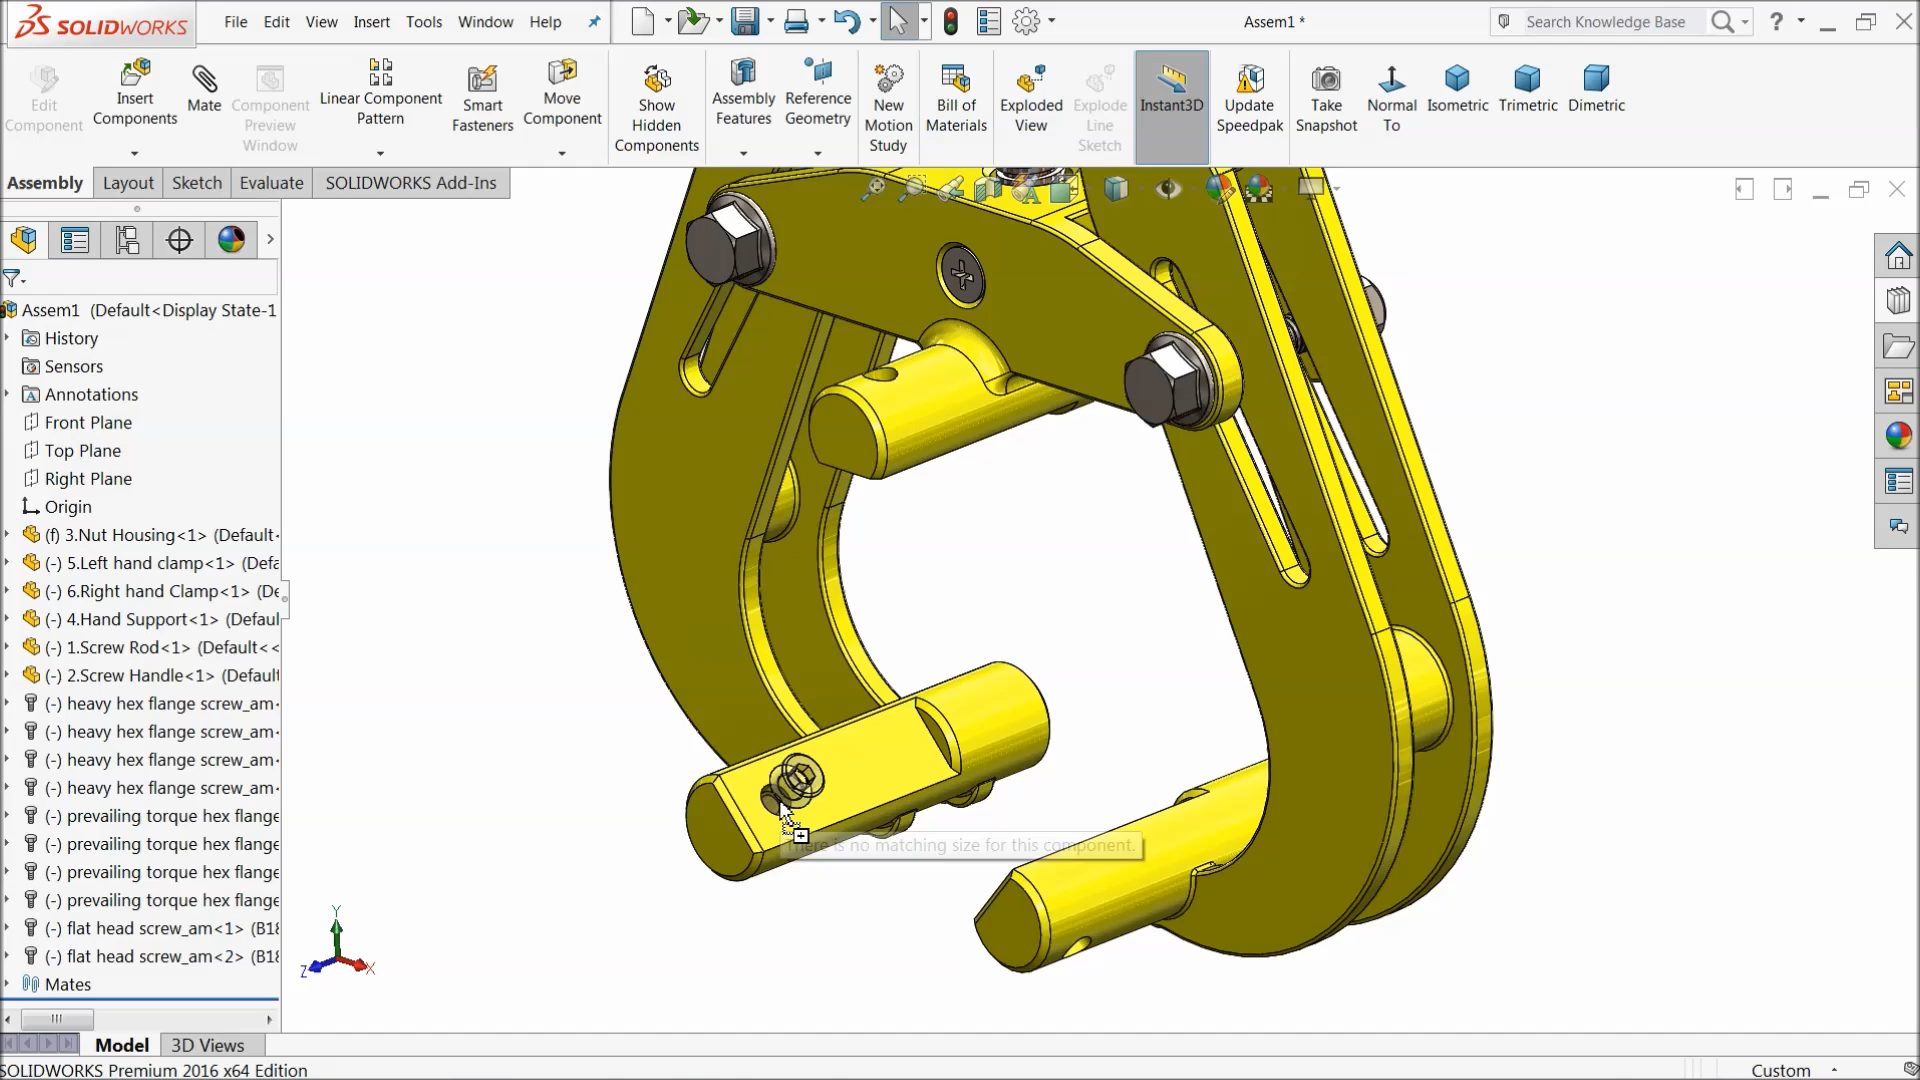 SOLIDWORKS
File Edit View Insert Tools Window Help
Assem1 *
Search Knowledge Base
?
Edit Component
Insert Components
Mate
Component Preview Window
Linear Component Pattern
Smart Fasteners
Move Component
Show Hidden Components
Assembly Features
Reference Geometry
New Motion Study
Bill of Materials
Exploded View
Explode Line Sketch
Instant3D
Update Speedpak
Take Snapshot
Normal To
Isometric
Trimetric
Dimetric
Assembly Layout Sketch Evaluate SOLIDWORKS Add-Ins
Assem1 (Default<Display State-1
History
Sensors
Annotations
Front Plane
Top Plane
Right Plane
Origin
(f) 3.Nut Housing<1> (Default<
(-) 5.Left hand clamp<1> (Defa
(-) 6.Right hand Clamp<1> (De
(-) 4.Hand Support<1> (Defaul
(-) 1.Screw Rod<1> (Default<<
(-) 2.Screw Handle<1> (Default
(-) heavy hex flange screw_am<
(-) heavy hex flange screw_am<
(-) heavy hex flange screw_am<
(-) heavy hex flange screw_am<
(-) prevailing torque hex flange
(-) prevailing torque hex flange
(-) prevailing torque hex flange
(-) prevailing torque hex flange
(-) flat head screw_am<1> (B18
(-) flat head screw_am<2> (B18
Mates
There is no matching size for this component.
Y
Z
X
Model 3D Views
SOLIDWORKS Premium 2016 x64 Edition
Custom